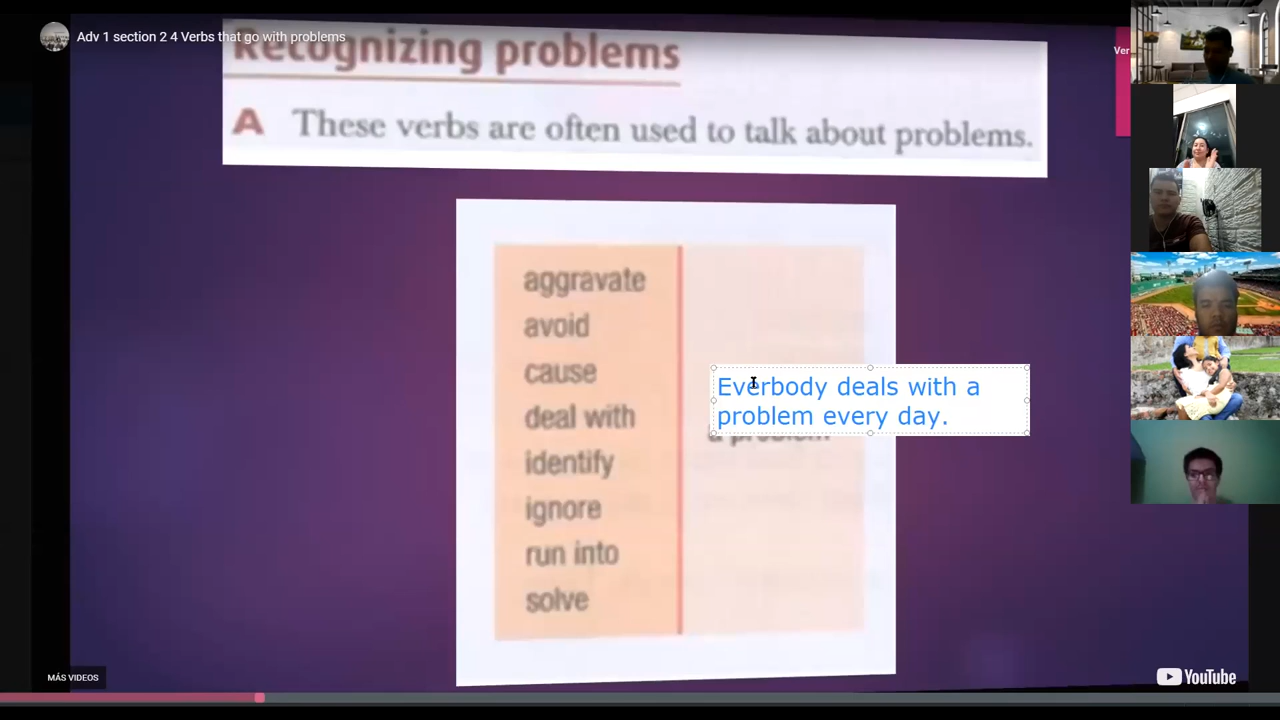 Adv 1 section 2 4 Verbs that go with problems
Ver
Recognizing problems
A These verbs are often used to talk about problems.
aggravate
avoid
cause
deal with
identify
ignore
run into
solve
Everbody deals with a
problem every day.
a problem
MÁS VIDEOS
YouTube